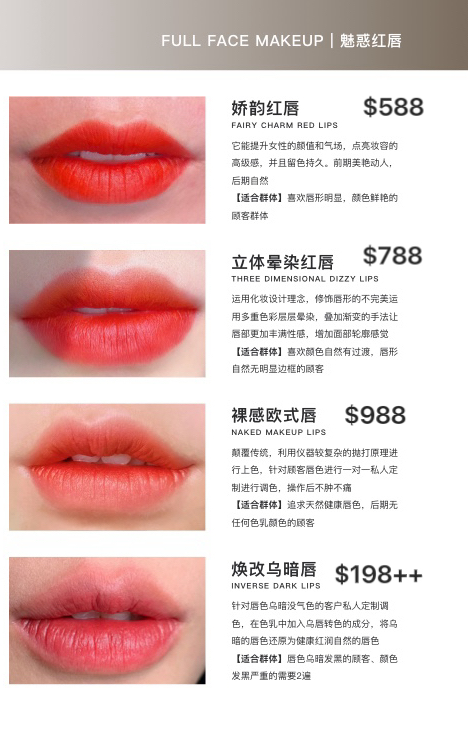 FULL FACE MAKEUP | 魅惑红唇
娇韵红唇 $588
FAIRY CHARM RED LIPS
它能提升女性的颜值和气场，点亮妆容的
高级感，并且留色持久。前期美艳动人，
后期自然
【适合群体】喜欢唇形明显，颜色鲜艳的
顾客群体
立体晕染红唇 $788
THREE DIMENSIONAL DIZZY LIPS
运用化妆设计理念，修饰唇形的不完美运
用多重色彩层层晕染，叠加渐变的手法让
唇部更加丰满性感，增加面部轮廓感觉
【适合群体】喜欢颜色自然有过渡，唇形
自然无明显边框的顾客
裸感欧式唇 $988
NAKED MAKEUP LIPS
颠覆传统，利用仪器较复杂的抛打原理进
行上色，针对顾客唇色进行一对一私人定
制进行调色，操作后不肿不痛
【适合群体】追求天然健康唇色，后期无
任何色乳颜色的顾客
焕改乌暗唇 $198++
INVERSE DARK LIPS
针对唇色乌暗没气色的客户私人定制调
色，在色乳中加入乌唇转色的成分，将乌
暗的唇色还原为健康红润自然的唇色
【适合群体】唇色乌暗发黑的顾客、颜色
发黑严重的需要2遍